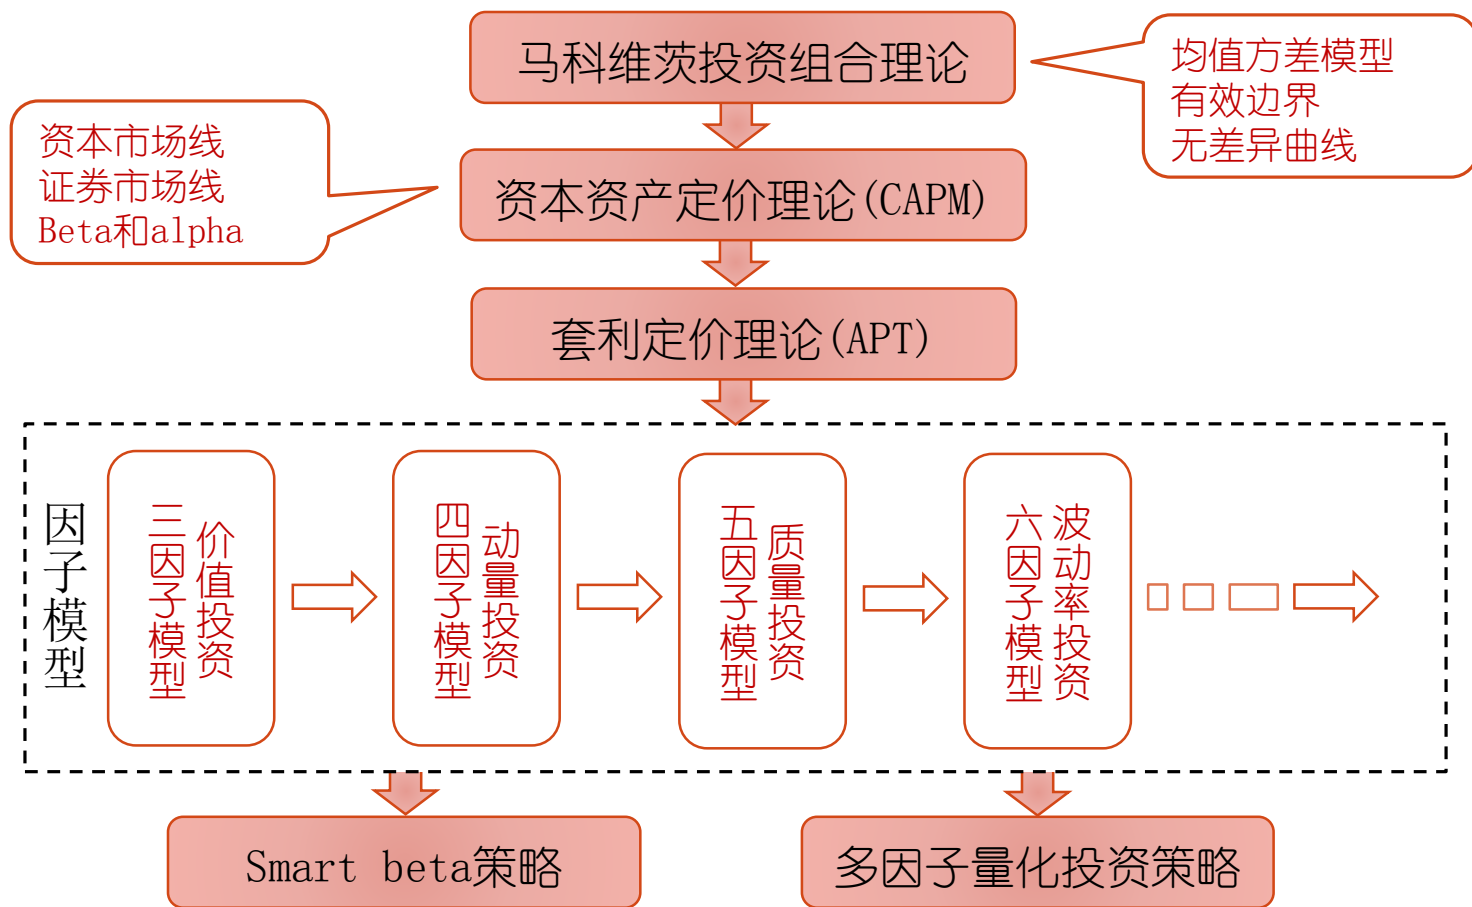 马科维茨投资组合理论
均值方差模型
有效边界
无差异曲线
资本市场线
证券市场线
Beta和alpha
资本资产定价理论(CAPM)
套利定价理论(APT)
因子模型
三因子模型
价值投资
四因子模型
动量投资
五因子模型
质量投资
六因子模型
波动率投资
Smart beta策略
多因子量化投资策略